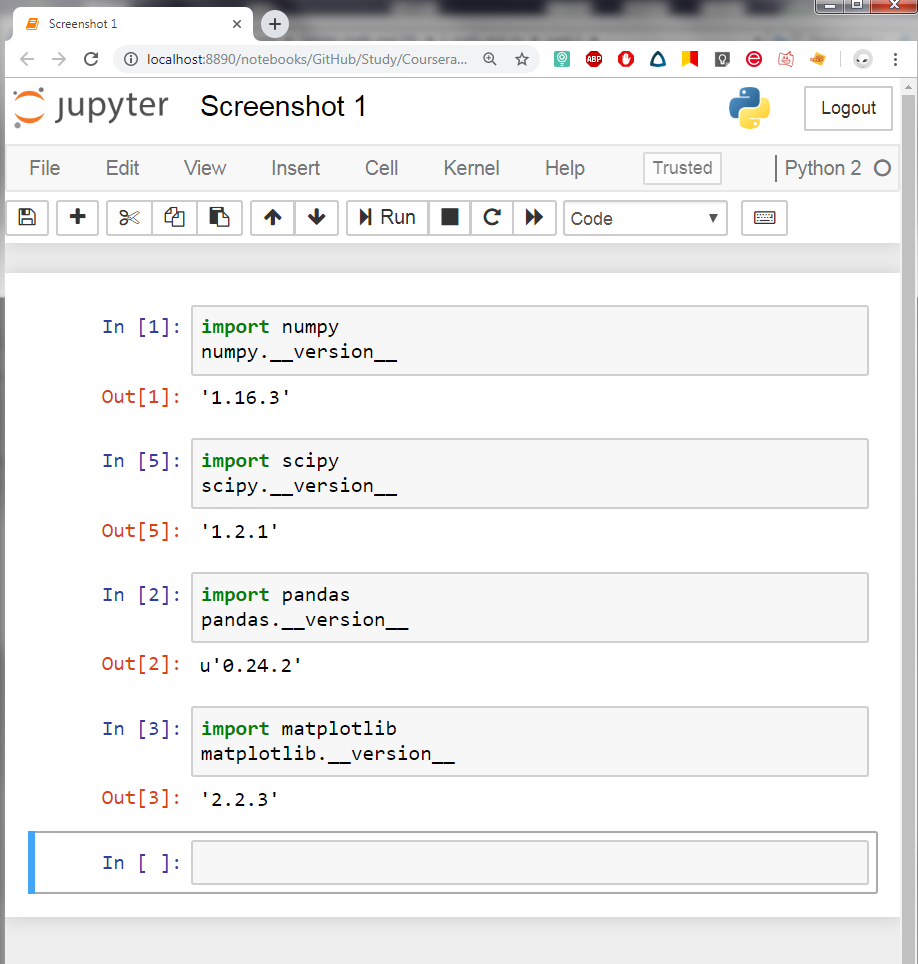 Screenshot 1
localhost:8890/notebooks/GitHub/Study/Coursera...
ABP
jupyter Screenshot 1
Logout
File Edit View Insert Cell Kernel Help Trusted Python 2
Run Code
In [1]: import numpy
numpy.__version__
Out[1]: '1.16.3'
In [5]: import scipy
scipy.__version__
Out[5]: '1.2.1'
In [2]: import pandas
pandas.__version__
Out[2]: u'0.24.2'
In [3]: import matplotlib
matplotlib.__version__
Out[3]: '2.2.3'
In [ ]: